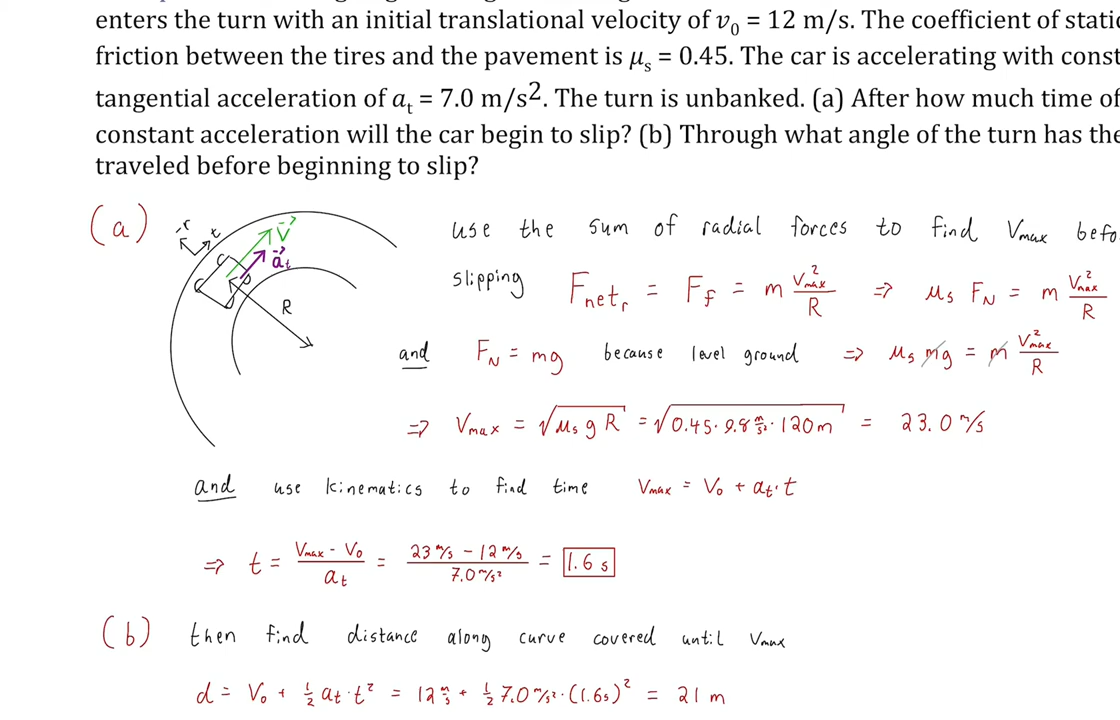 enters the turn with an initial translational velocity of v₀ = 12 m/s. The coefficient of stati
friction between the tires and the pavement is μₛ = 0.45. The car is accelerating with const
tangential acceleration of aₜ = 7.0 m/s². The turn is unbanked. (a) After how much time of
constant acceleration will the car begin to slip? (b) Through what angle of the turn has the
traveled before beginning to slip?
(a)
-r t
V⃗
a⃗ₜ
R
use the sum of radial forces to find Vmax befo
slipping F_net_r = F_f = m Vmax²/R ⇒ μₛ F_N = m Vmax²/R
and F_N = mg because level ground ⇒ μₛ mg = m Vmax²/R
⇒ Vmax = √(μₛ g R) = √(0.45 · 9.8 m/s² · 120 m) = 23.0 m/s
and use kinematics to find time Vmax = V₀ + aₜ · t
⇒ t = (Vmax - V₀)/aₜ = (23 m/s - 12 m/s)/(7.0 m/s²) = 1.6 s
(b) then find distance along curve covered until Vmax
d = V₀ + ½ aₜ · t² = 12 m/s + ½ 7.0 m/s² · (1.6s)² = 21 m